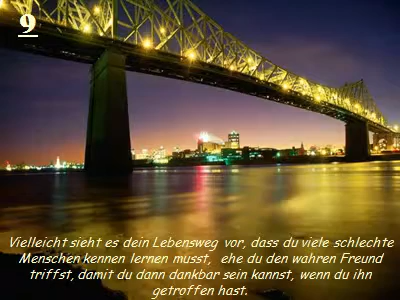 9
Vielleicht sieht es dein Lebensweg vor, dass du viele schlechte
Menschen kennen lernen musst, ehe du den wahren Freund
triffst, damit du dann dankbar sein kannst, wenn du ihn
getroffen hast.